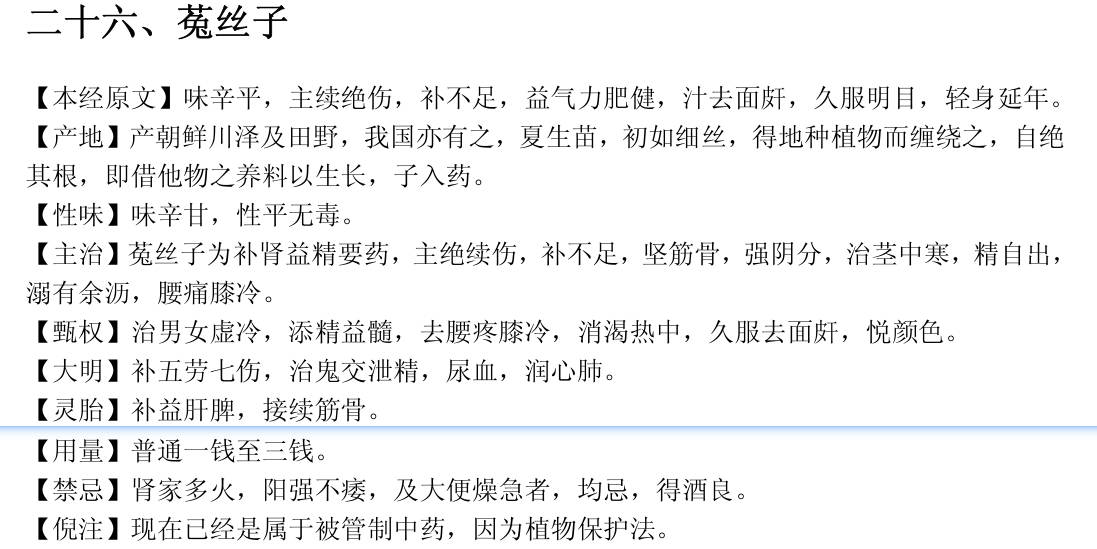 二十六、菟丝子
【本经原文】味辛平，主续绝伤，补不足，益气力肥健，汁去面皯，久服明目，轻身延年。
【产地】产朝鲜川泽及田野，我国亦有之，夏生苗，初如细丝，得地种植物而缠绕之，自绝
其根，即借他物之养料以生长，子入药。
【性味】味辛甘，性平无毒。
【主治】菟丝子为补肾益精要药，主绝续伤，补不足，坚筋骨，强阴分，治茎中寒，精自出，
溺有余沥，腰痛膝冷。
【甄权】治男女虚冷，添精益髓，去腰疼膝冷，消渴热中，久服去面皯，悦颜色。
【大明】补五劳七伤，治鬼交泄精，尿血，润心肺。
【灵胎】补益肝脾，接续筋骨。
【用量】普通一钱至三钱。
【禁忌】肾家多火，阳强不痿，及大便燥急者，均忌，得酒良。
【倪注】现在已经是属于被管制中药，因为植物保护法。